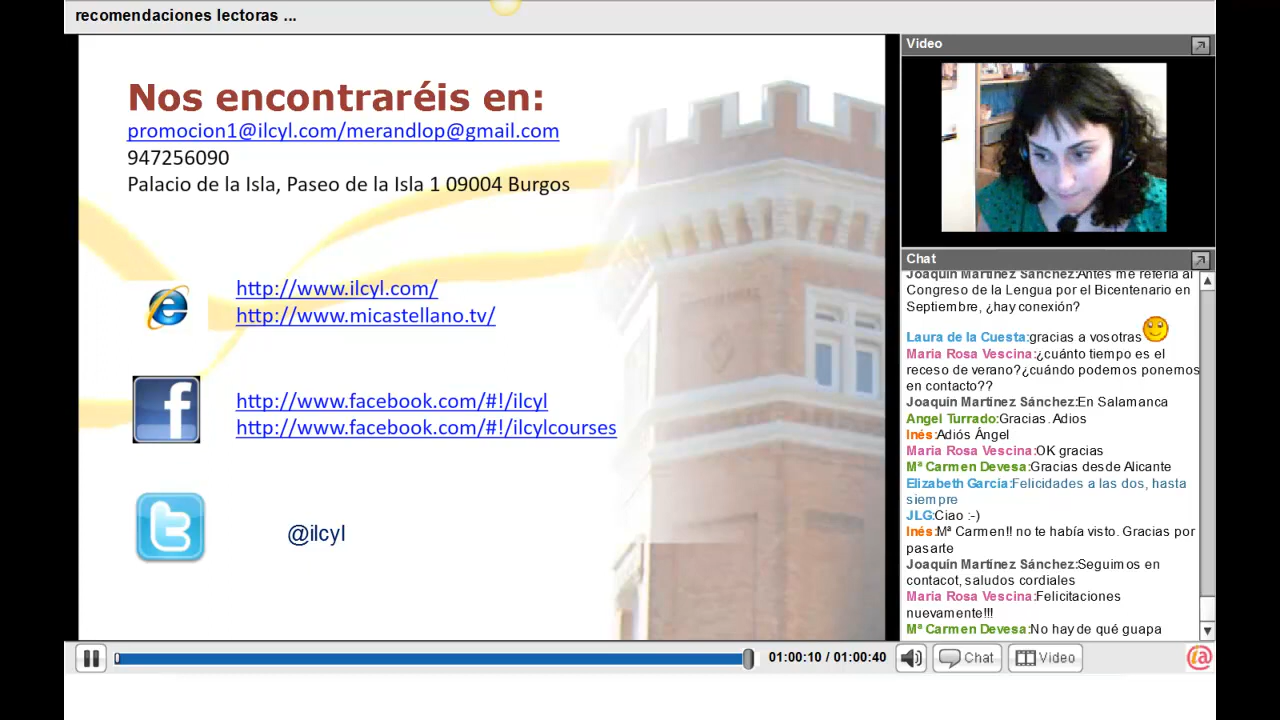 recomendaciones lectoras ...
Nos encontraréis en:
promocion1@ilcyl.com/merandlop@gmail.com
947256090
Palacio de la Isla, Paseo de la Isla 1 09004 Burgos
http://www.ilcyl.com/
http://www.micastellano.tv/
http://www.facebook.com/#!/ilcyl
http://www.facebook.com/#!/ilcylcourses
@ilcyl
Video
Chat
Joaquín Martínez Sánchez:Antes me refería al
Congreso de la Lengua por el Bicentenario en
Septiembre, ¿hay conexión?
Laura de la Cuesta:gracias a vosotras
Maria Rosa Vescina:¿cuánto tiempo es el
receso de verano?¿cuándo podemos ponernos
en contacto??
Joaquín Martínez Sánchez:En Salamanca
Angel Turrado:Gracias. Adios
Inés:Adiós Ángel
Maria Rosa Vescina:OK gracias
Mª Carmen Devesa:Gracias desde Alicante
Elizabeth Garcia:Felicidades a las dos, hasta
siempre
JLG:Ciao :-)
Inés:Mª Carmen!! no te había visto. Gracias por
pasarte
Joaquín Martínez Sánchez:Seguimos en
contacot, saludos cordiales
Maria Rosa Vescina:Felicitaciones
nuevamente!!!
Mª Carmen Devesa:No hay de qué guapa
01:00:10 / 01:00:40
Chat
Video